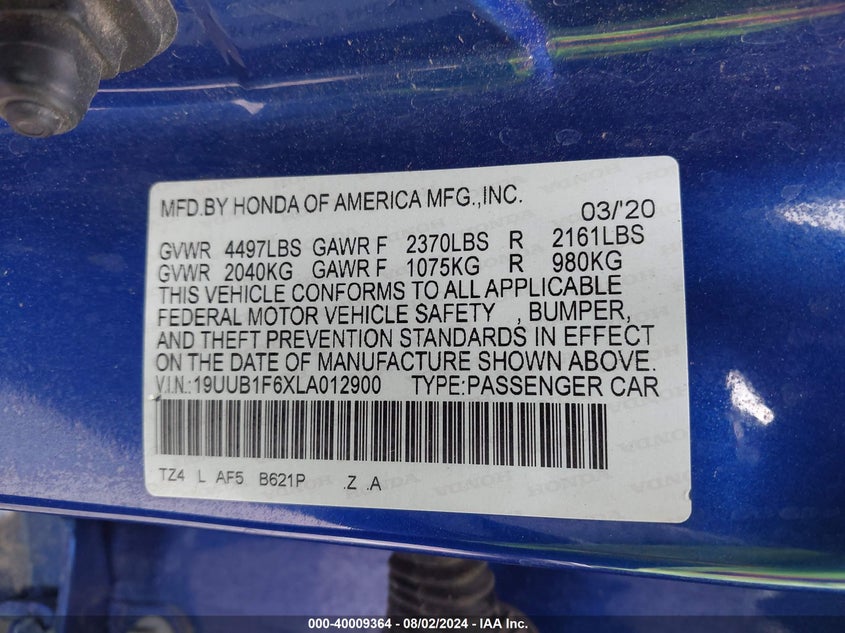 MFD.BY HONDA OF AMERICA MFG.,INC. 03/'20
GVWR 4497LBS GAWR F 2370LBS R 2161LBS
GVWR 2040KG GAWR F 1075KG R 980KG
THIS VEHICLE CONFORMS TO ALL APPLICABLE
FEDERAL MOTOR VEHICLE SAFETY , BUMPER,
AND THEFT PREVENTION STANDARDS IN EFFECT
ON THE DATE OF MANUFACTURE SHOWN ABOVE.
V.I.N.:19UUB1F6XLA012900 TYPE:PASSENGER CAR
TZ4 L AF5 B621P .Z .A
000-40009364 - 08/02/2024 - IAA Inc.